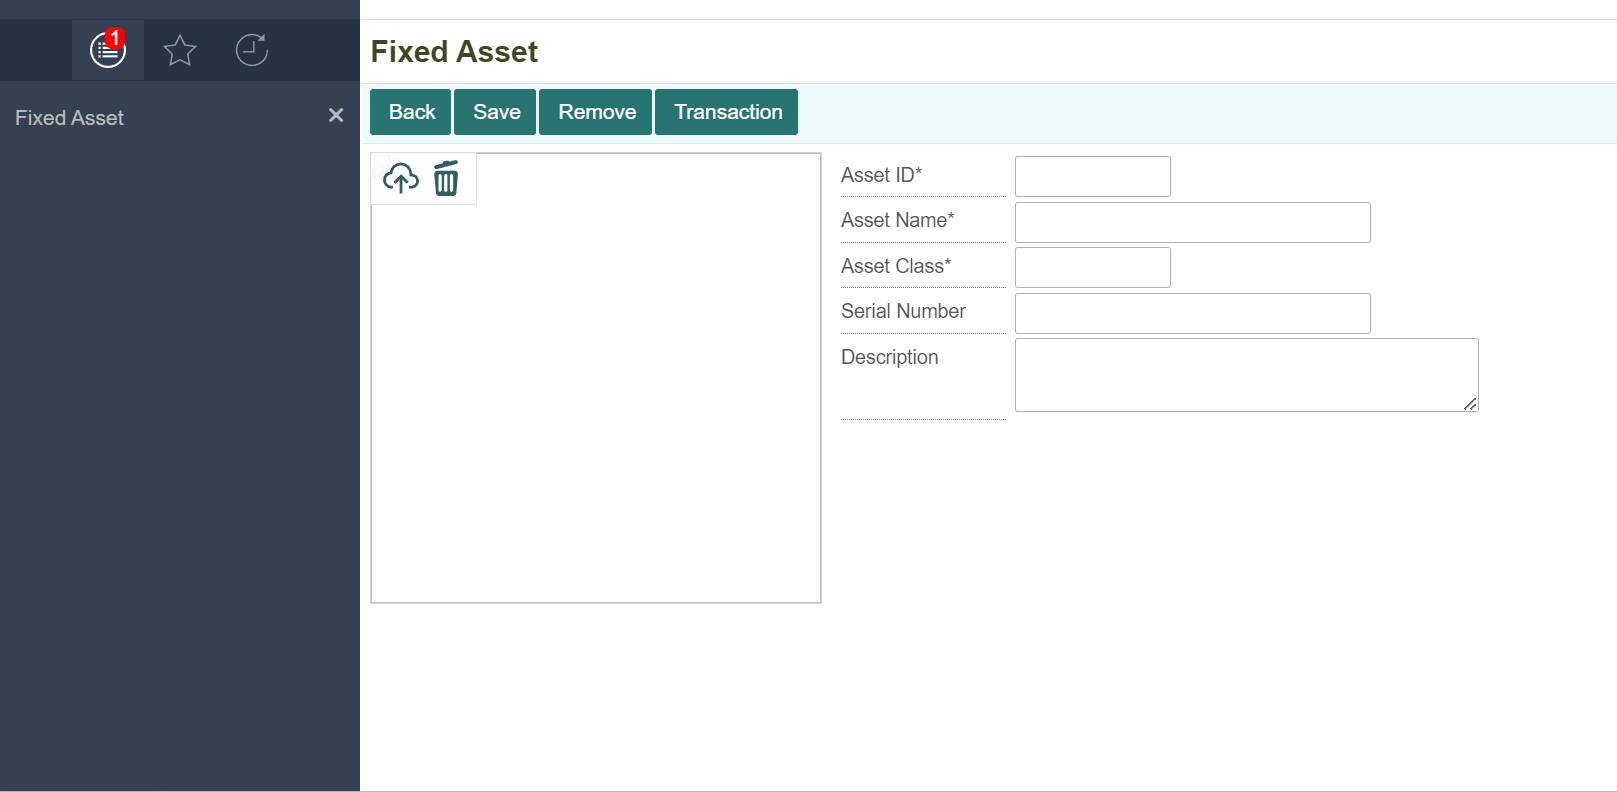 1
Fixed Asset
Fixed Asset
Back Save Remove Transaction
Asset ID*
Asset Name*
Asset Class*
Serial Number
Description